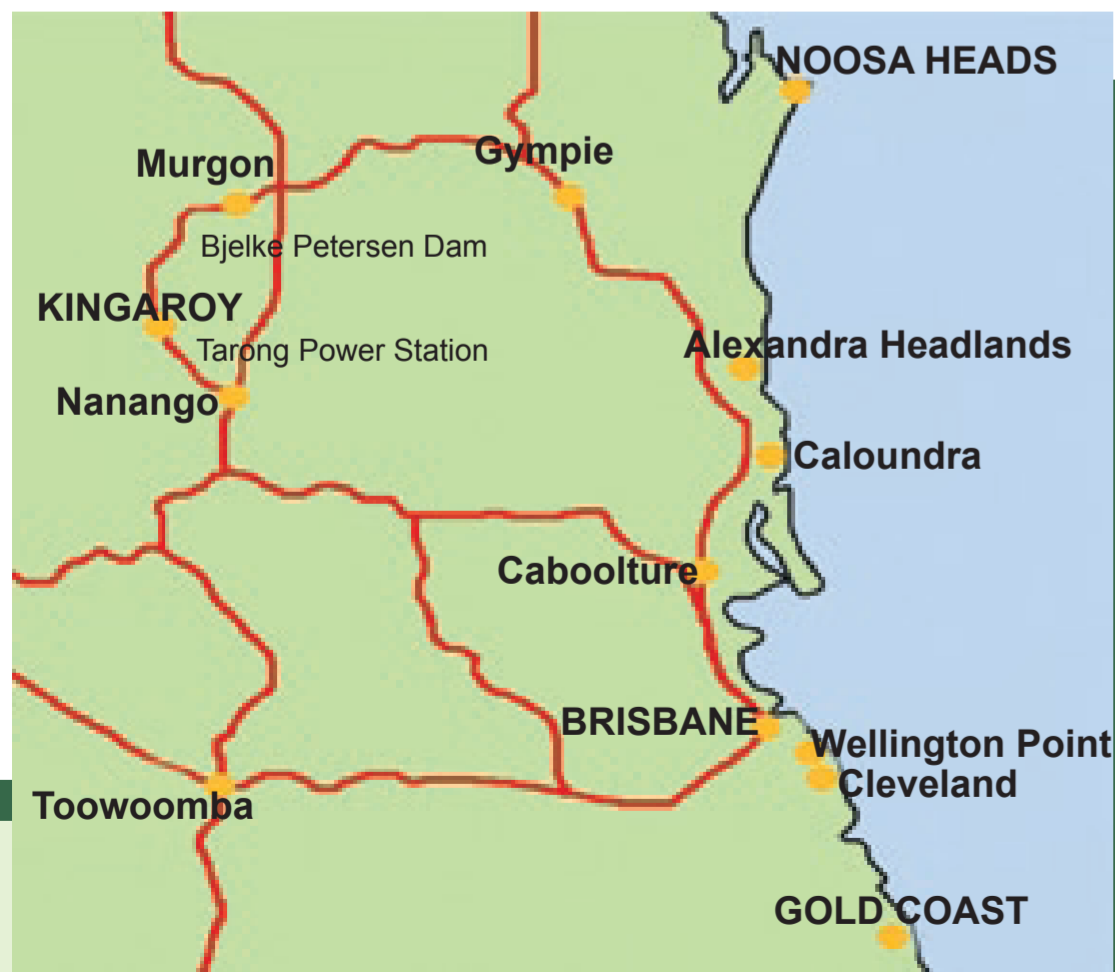 NOOSA HEADS
Gympie
Murgon
Bjelke Petersen Dam
KINGAROY
Tarong Power Station
Alexandra Headlands
Nanango
Caloundra
Caboolture
BRISBANE
Wellington Point
Cleveland
Toowoomba
GOLD COAST